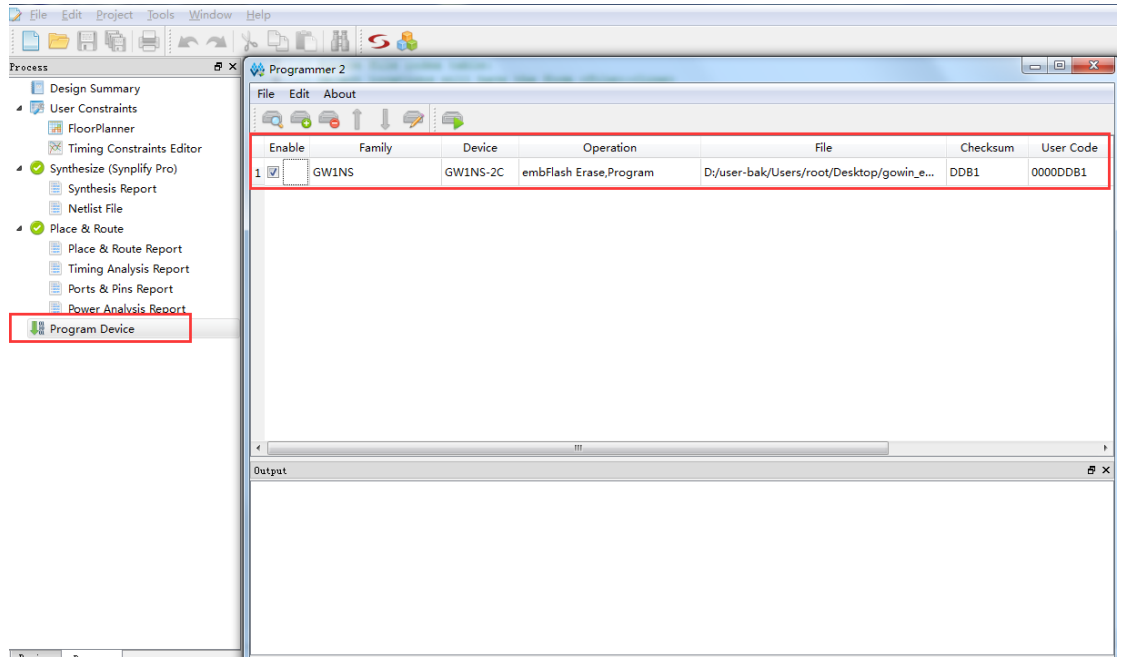 File Edit Project Tools Window Help
Process
Design Summary
User Constraints
FloorPlanner
Timing Constraints Editor
Synthesize (Synplify Pro)
Synthesis Report
Netlist File
Place & Route
Place & Route Report
Timing Analysis Report
Ports & Pins Report
Power Analysis Report
Program Device
Programmer 2
File Edit About
Enable Family Device Operation File Checksum User Code
1 GW1NS GW1NS-2C embFlash Erase,Program D:/user-bak/Users/root/Desktop/gowin_e... DDB1 0000DDB1
Output